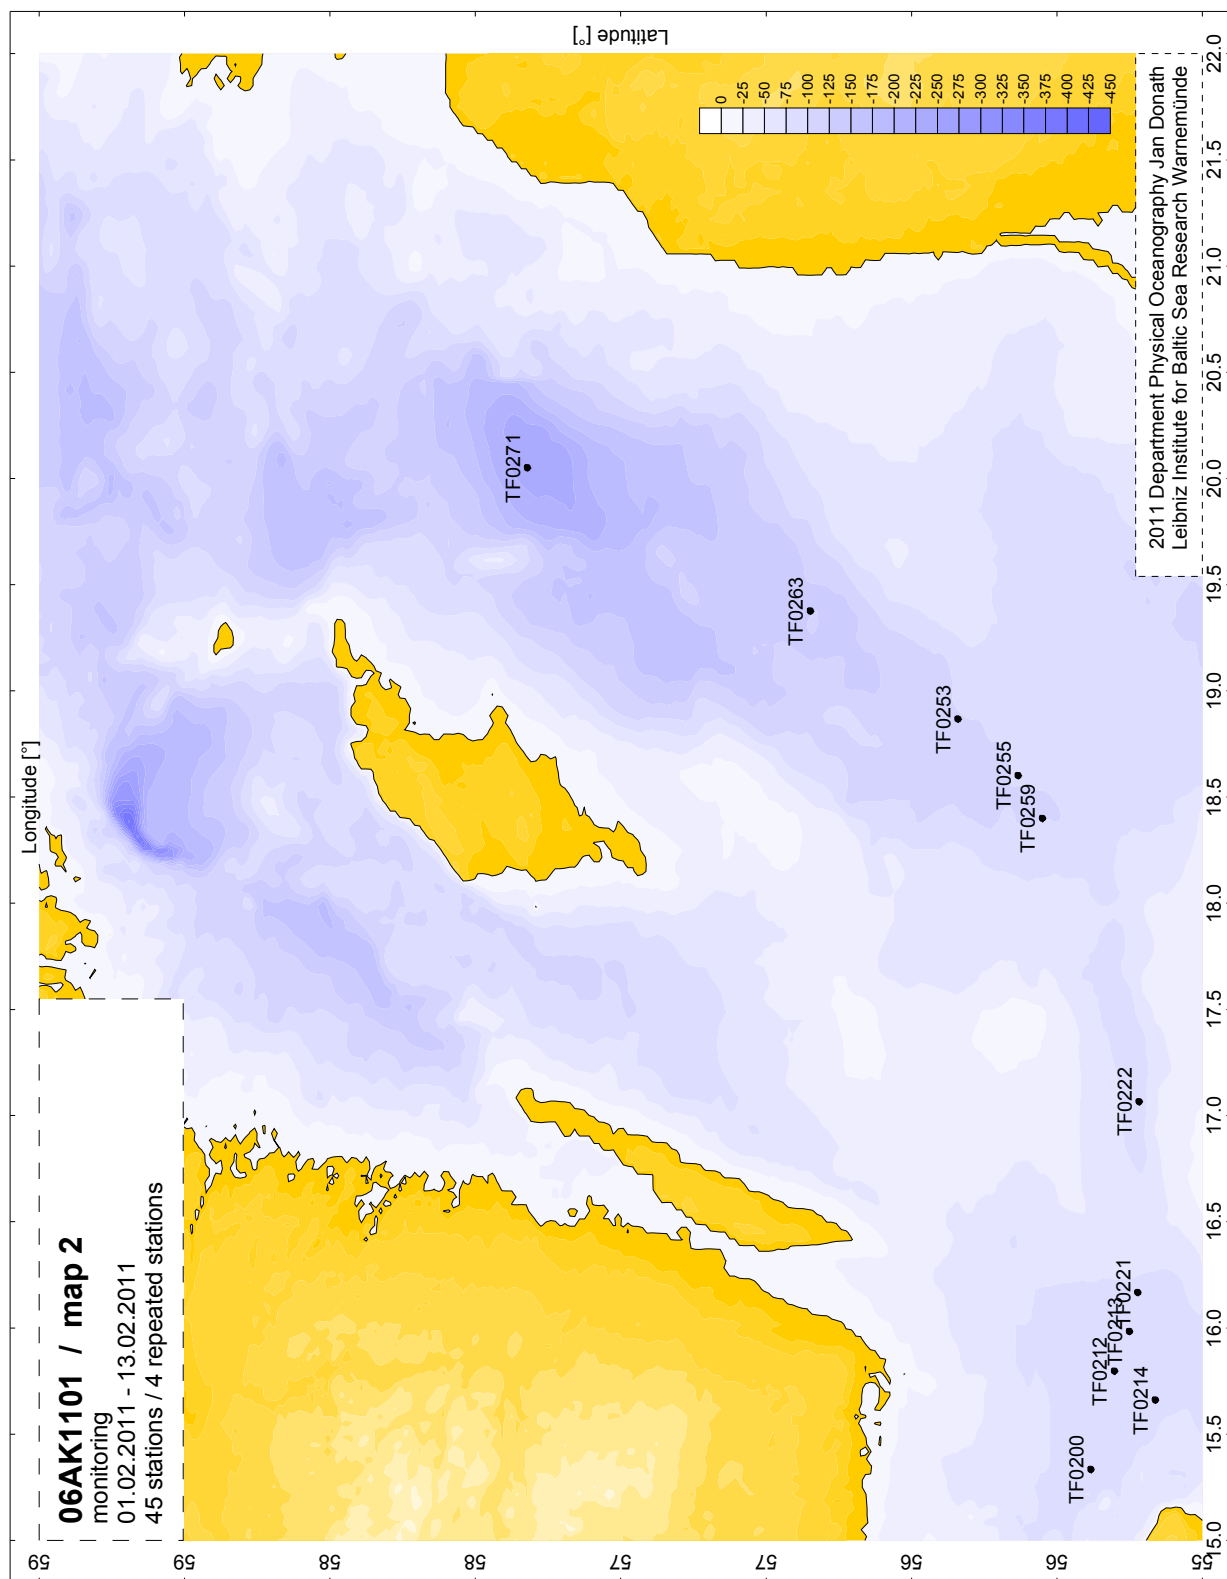 06AK1101 / map 2
monitoring
01.02.2011 - 13.02.2011
45 stations / 4 repeated stations
Longitude [°]
Latitude [°]
59
59
58
58
57
57
56
56
55
15.0
15.5
16.0
16.5
17.0
17.5
18.0
18.5
19.0
19.5
20.0
20.5
21.0
21.5
22.0
TF0271
TF0263
TF0253
TF0255
TF0259
TF0222
TF0221
TF0213
TF0212
TF0214
TF0200
0
-25
-50
-75
-100
-125
-150
-175
-200
-225
-250
-275
-300
-325
-350
-375
-400
-425
-450
2011 Department Physical Oceanography Jan Donath
Leibniz Institute for Baltic Sea Research Warnemünde